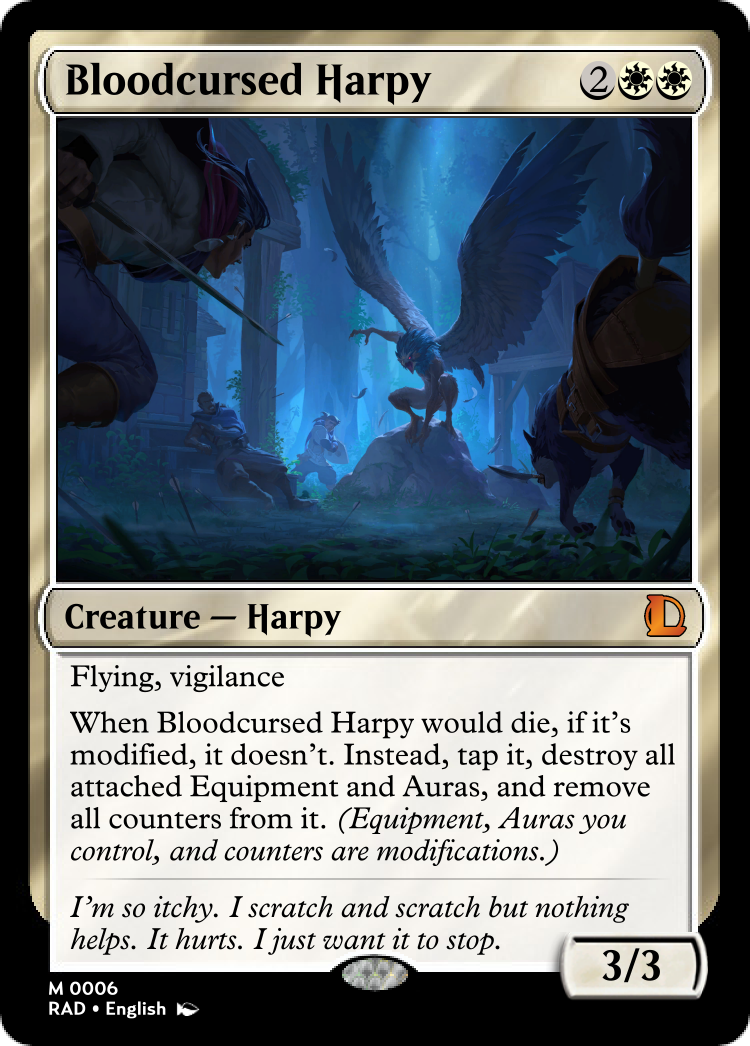 Bloodcursed Harpy 2
Creature — Harpy
Flying, vigilance
When Bloodcursed Harpy would die, if it's
modified, it doesn't. Instead, tap it, destroy all
attached Equipment and Auras, and remove
all counters from it. (Equipment, Auras you
control, and counters are modifications.)
I'm so itchy. I scratch and scratch but nothing
helps. It hurts. I just want it to stop.
3/3
M 0006
RAD • English